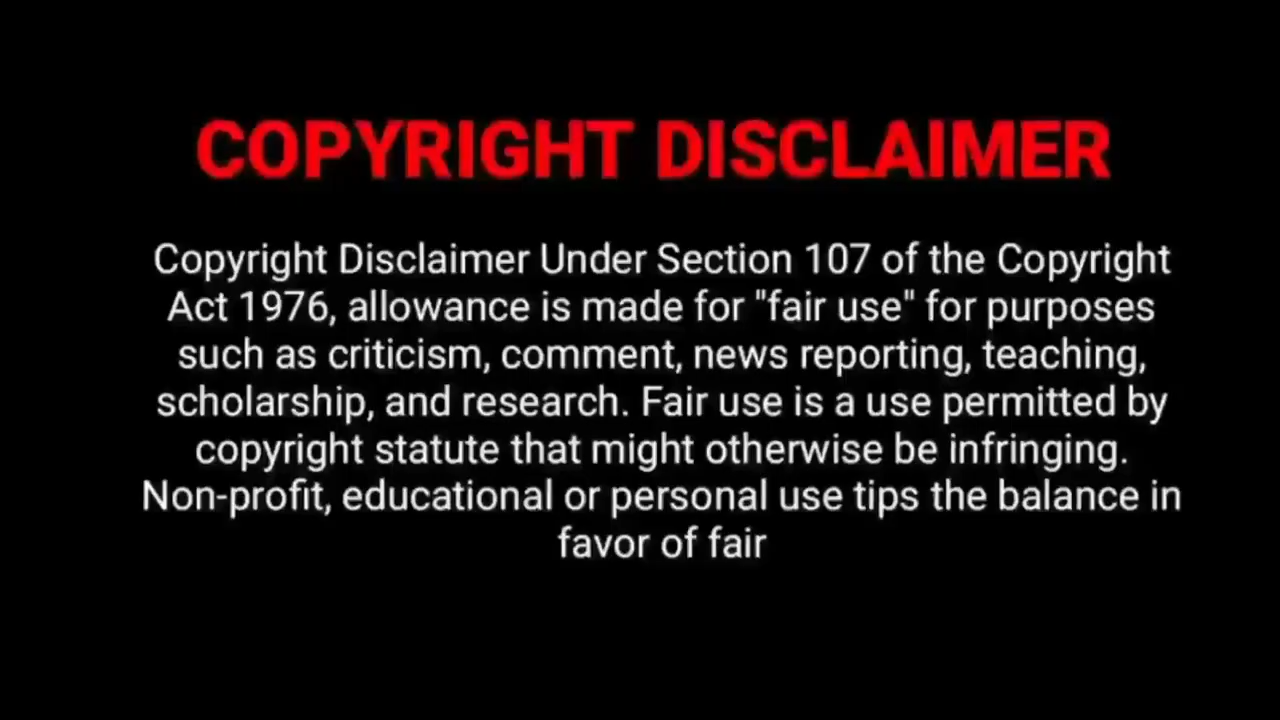 COPYRIGHT DISCLAIMER
Copyright Disclaimer Under Section 107 of the Copyright
Act 1976, allowance is made for "fair use" for purposes
such as criticism, comment, news reporting, teaching,
scholarship, and research. Fair use is a use permitted by
copyright statute that might otherwise be infringing.
Non-profit, educational or personal use tips the balance in
favor of fair